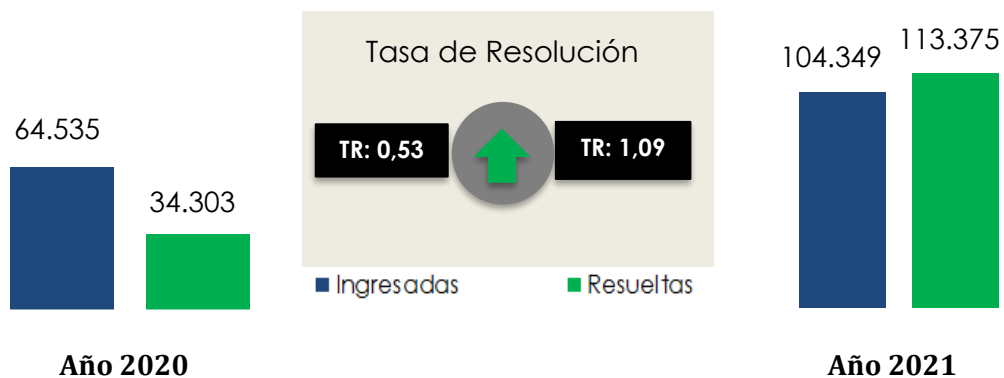 64.535
34.303
Año 2020
Tasa de Resolución
TR: 0,53
TR: 1,09
Ingresadas
Resueltas
104.349
113.375
Año 2021